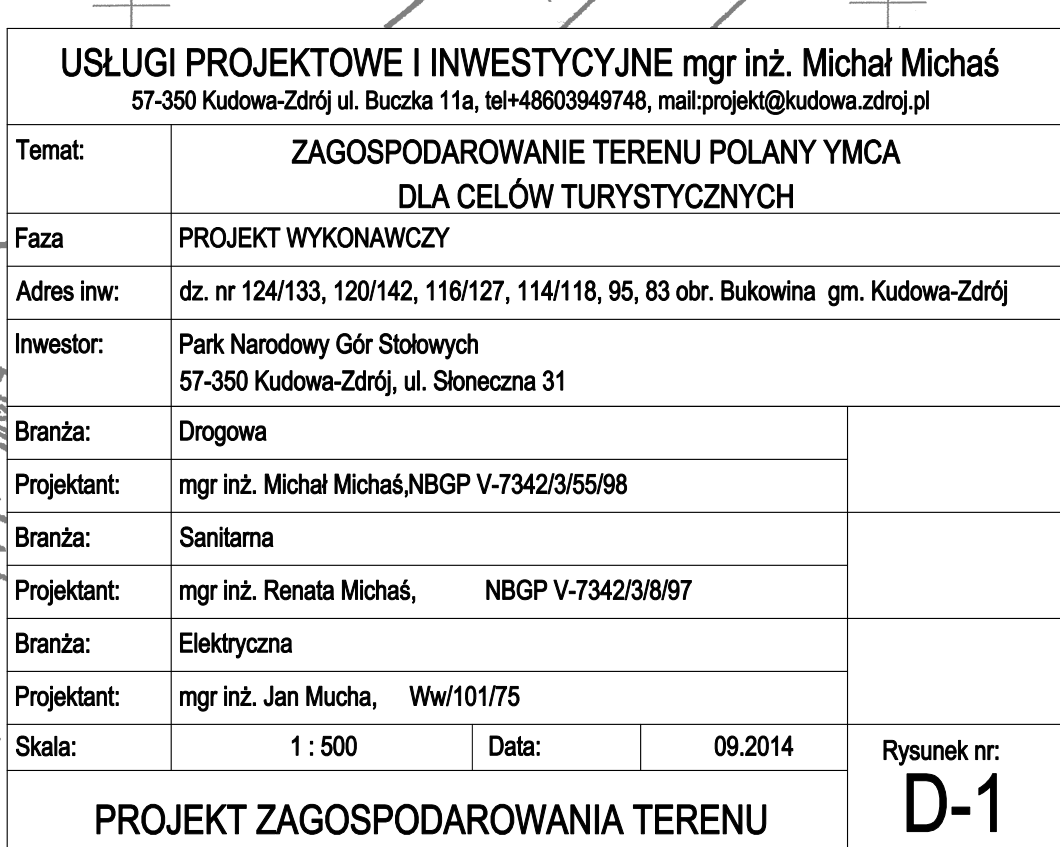 USŁUGI PROJEKTOWE I INWESTYCYJNE mgr inż. Michał Michaś
57-350 Kudowa-Zdrój ul. Buczka 11a, tel+48603949748, mail:projekt@kudowa.zdroj.pl
Temat: ZAGOSPODAROWANIE TERENU POLANY YMCA
DLA CELÓW TURYSTYCZNYCH
Faza PROJEKT WYKONAWCZY
Adres inw: dz. nr 124/133, 120/142, 116/127, 114/118, 95, 83 obr. Bukowina gm. Kudowa-Zdrój
Inwestor: Park Narodowy Gór Stołowych
57-350 Kudowa-Zdrój, ul. Słoneczna 31
Branża: Drogowa
Projektant: mgr inż. Michał Michaś,NBGP V-7342/3/55/98
Branża: Sanitarna
Projektant: mgr inż. Renata Michaś, NBGP V-7342/3/8/97
Branża: Elektryczna
Projektant: mgr inż. Jan Mucha, Ww/101/75
Skala: 1 : 500 Data: 09.2014 Rysunek nr:
PROJEKT ZAGOSPODAROWANIA TERENU D-1